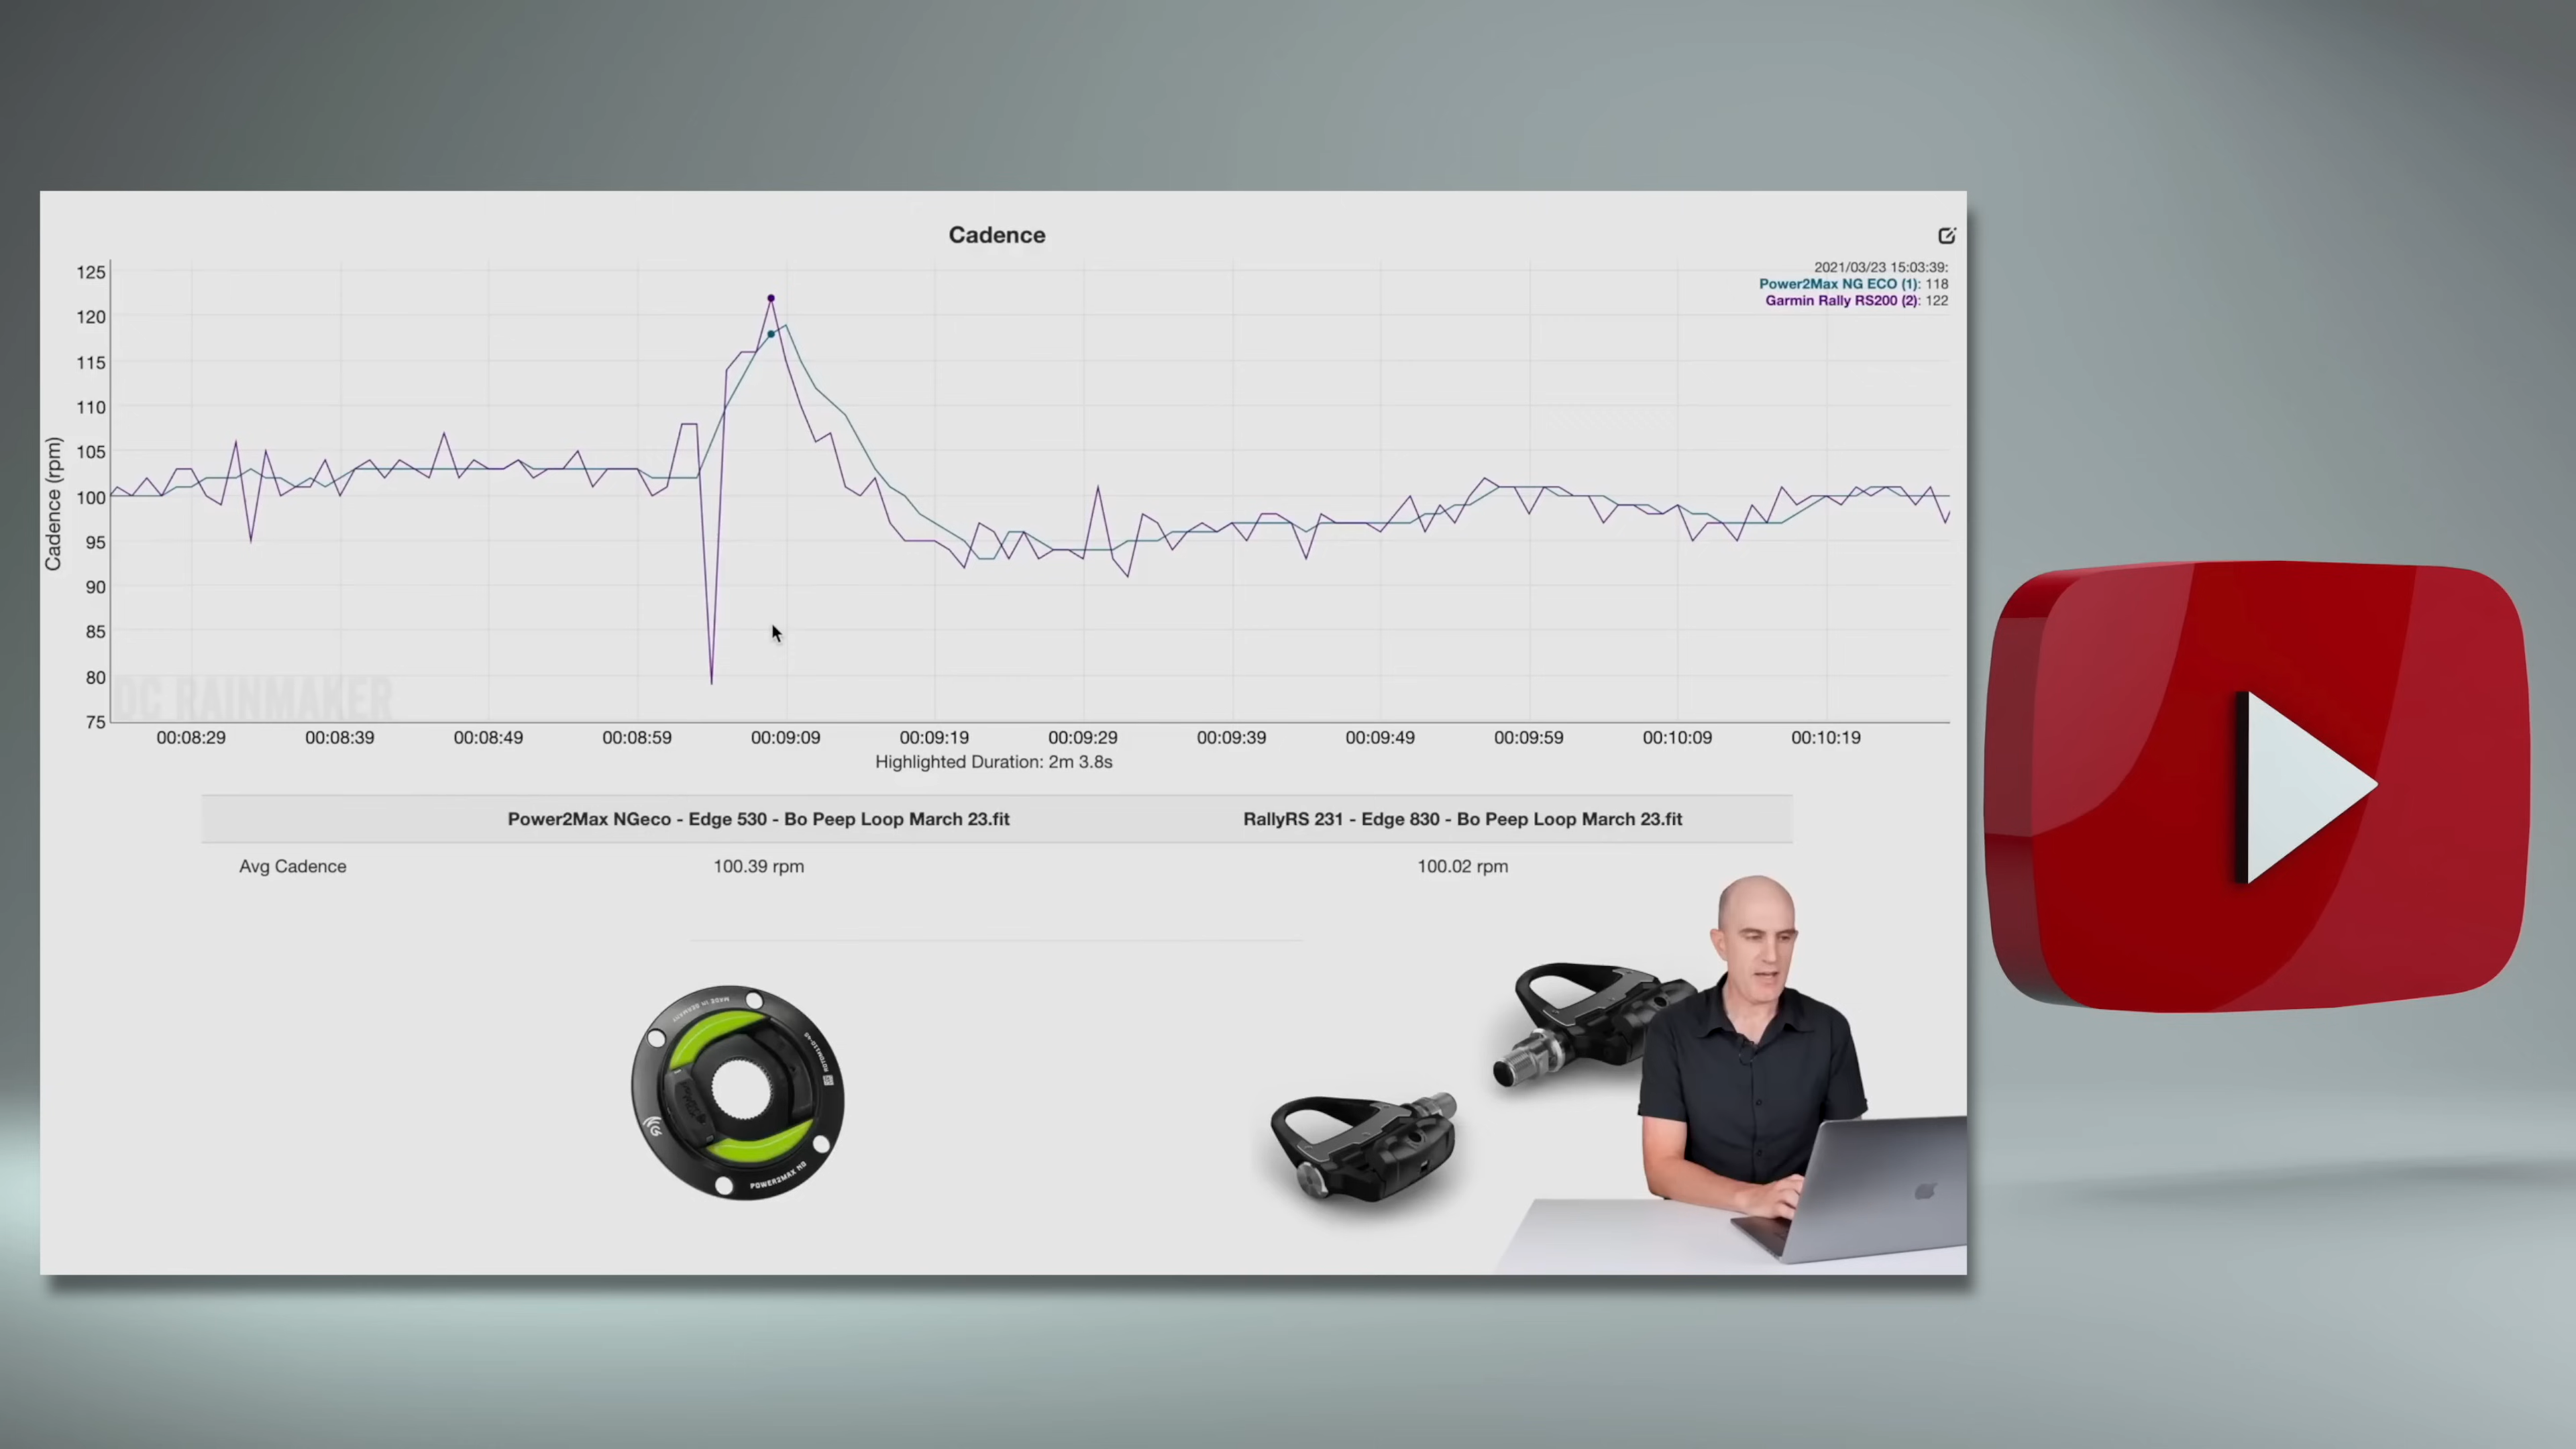 Cadence
2021/03/23 15:03:39:
Power2Max NG ECO (1): 118
Garmin Rally RS200 (2): 122
Cadence (rpm)
125
120
115
110
105
100
95
90
85
80
75
DC RAINMAKER
00:08:29 00:08:39 00:08:49 00:08:59 00:09:09 00:09:19 00:09:29 00:09:39 00:09:49 00:09:59 00:10:09 00:10:19
Highlighted Duration: 2m 3.8s
Power2Max NGeco - Edge 530 - Bo Peep Loop March 23.fit RallyRS 231 - Edge 830 - Bo Peep Loop March 23.fit
Avg Cadence 100.39 rpm 100.02 rpm
MADE IN GERMANY
POWER2MAX NG